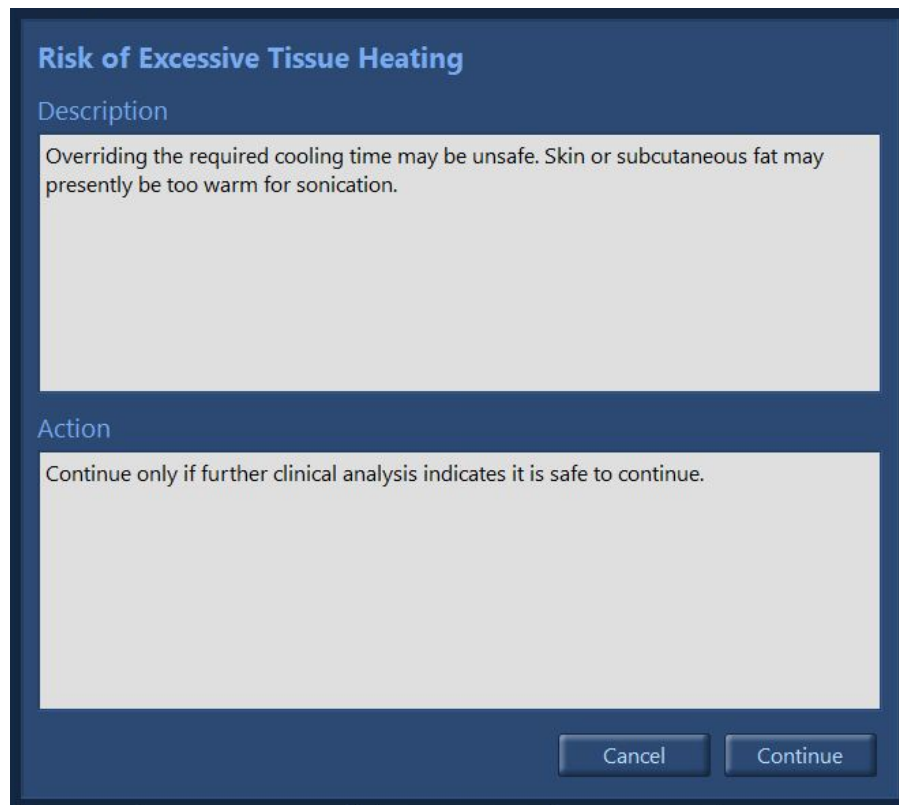 Risk of Excessive Tissue Heating
Description
Overriding the required cooling time may be unsafe. Skin or subcutaneous fat may
presently be too warm for sonication.
Action
Continue only if further clinical analysis indicates it is safe to continue.
Cancel
Continue